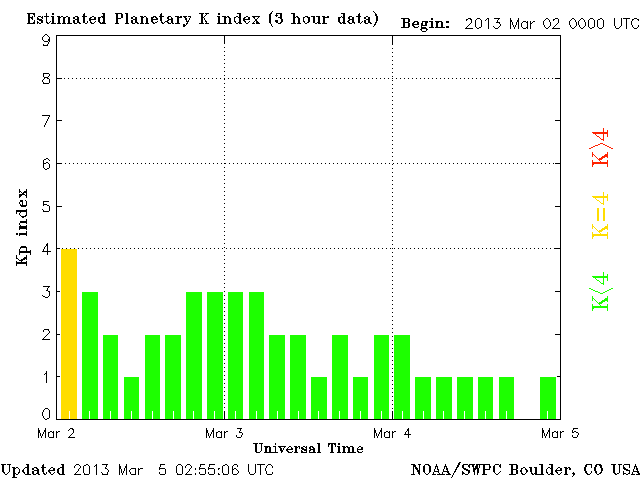 Estimated Planetary K index (3 hour data)
Begin: 2013 Mar 02 0000 UTC
9
8
7
6
5
4
3
2
1
0
Kp index
K>4
K=4
K<4
Mar 2
Mar 3
Mar 4
Mar 5
Universal Time
Updated 2013 Mar 5 02:55:06 UTC
NOAA/SWPC Boulder, CO USA